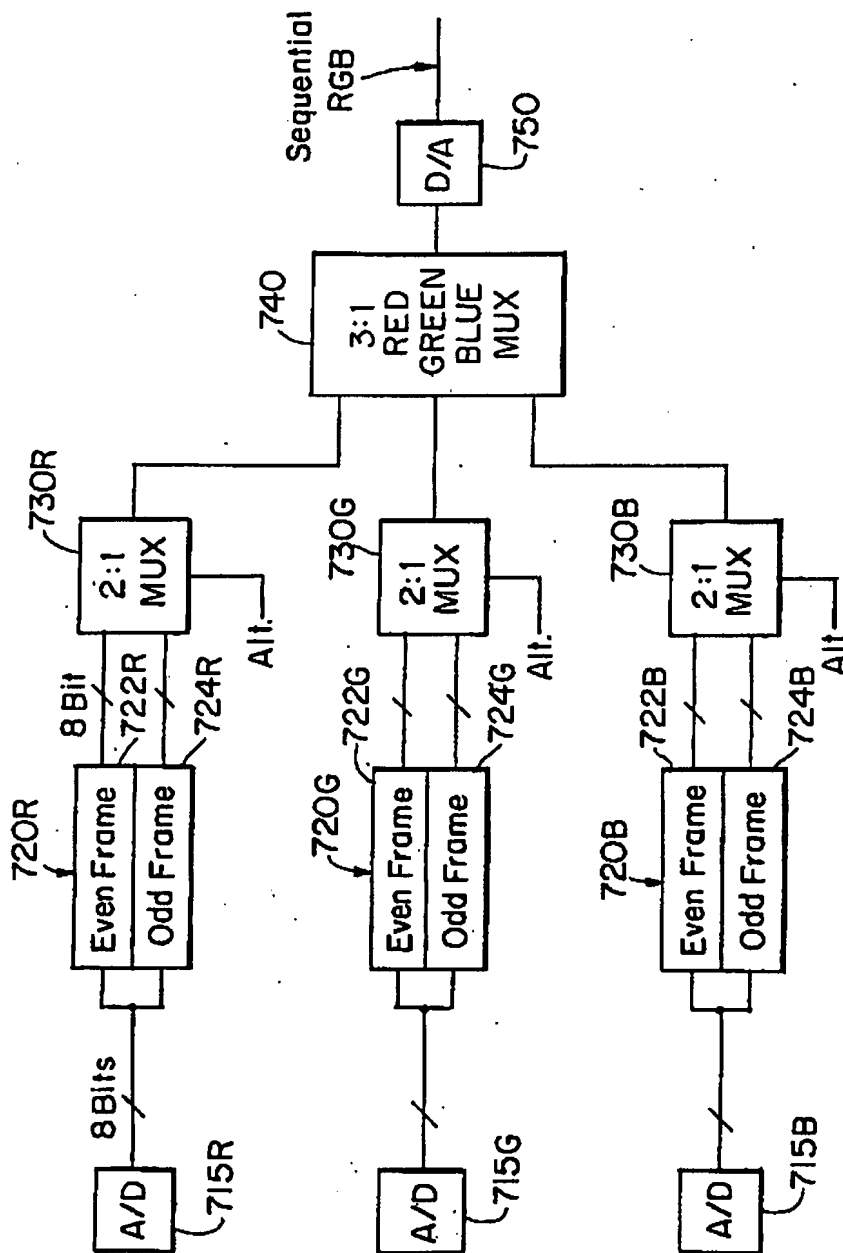 A/D
715R
8 Bits
720R
Even Frame
Odd Frame
8 Bit
722R
724R
730R
2:1
MUX
Alt.
A/D
715G
720G
Even Frame
Odd Frame
722G
724G
730G
2:1
MUX
Alt.
A/D
715B
720B
Even Frame
Odd Frame
722B
724B
730B
2:1
MUX
Alt.
740
3:1
RED
GREEN
BLUE
MUX
D/A
750
Sequential
RGB